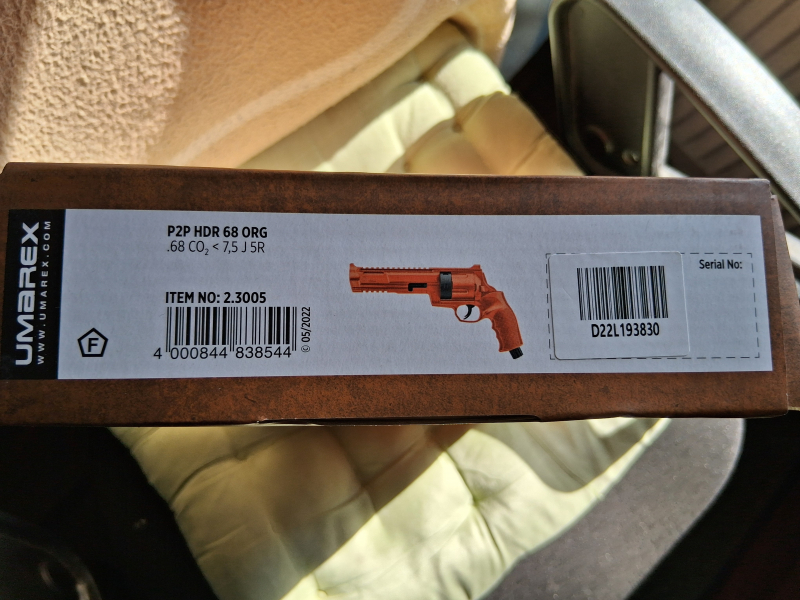 UMAREX
WWW.UMAREX.COM
P2P HDR 68 ORG
.68 CO₂ < 7,5 J 5R
ITEM NO: 2.3005
4 000844 838544
© 05/2022
F
Serial No:
D22L193830